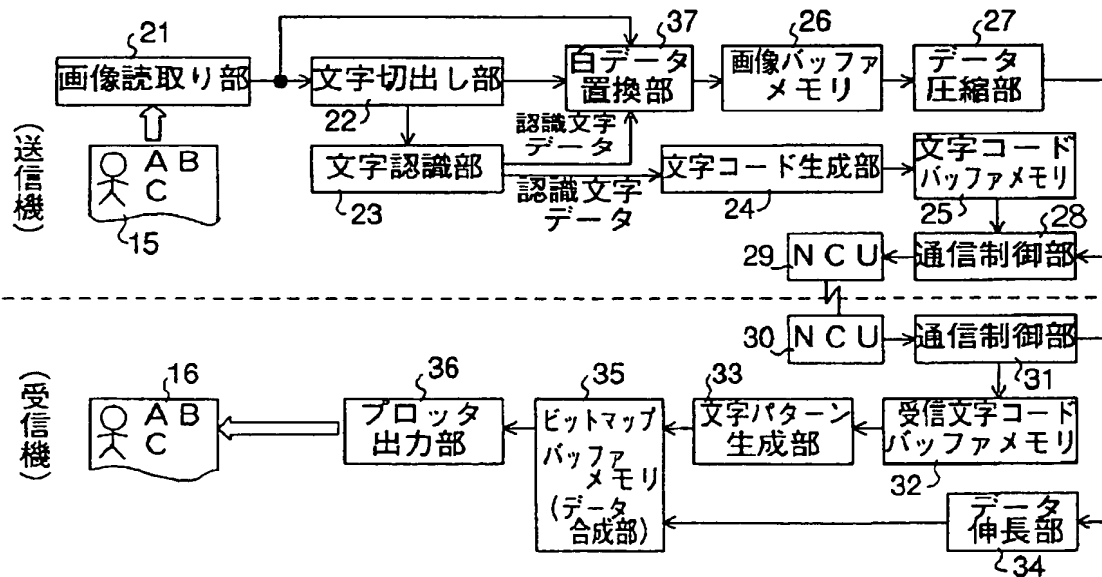 21
画像読取り部
文字切出し部
22
37
白データ
置換部
26
画像バッファ
メモリ
27
データ
圧縮部
(送信機)
A B
C
15
文字認識部
23
認識文字
データ
認識文字
データ
文字コード生成部
24
文字コード
バッファメモリ
25
28
通信制御部
29
NCU
30
NCU
通信制御部
31
(受信機)
16
A B
C
36
プロッタ
出力部
35
ビットマップ
バッファ
メモリ
(データ
合成部)
33
文字パターン
生成部
受信文字コード
バッファメモリ
32
データ
伸長部
34